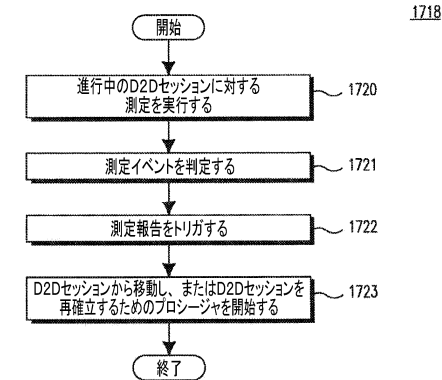 1718
開始
進行中のD2Dセッションに対する
測定を実行する
1720
測定イベントを判定する
1721
測定報告をトリガする
1722
D2Dセッションから移動し、またはD2Dセッションを
再確立するためのプロシージャを開始する
1723
終了